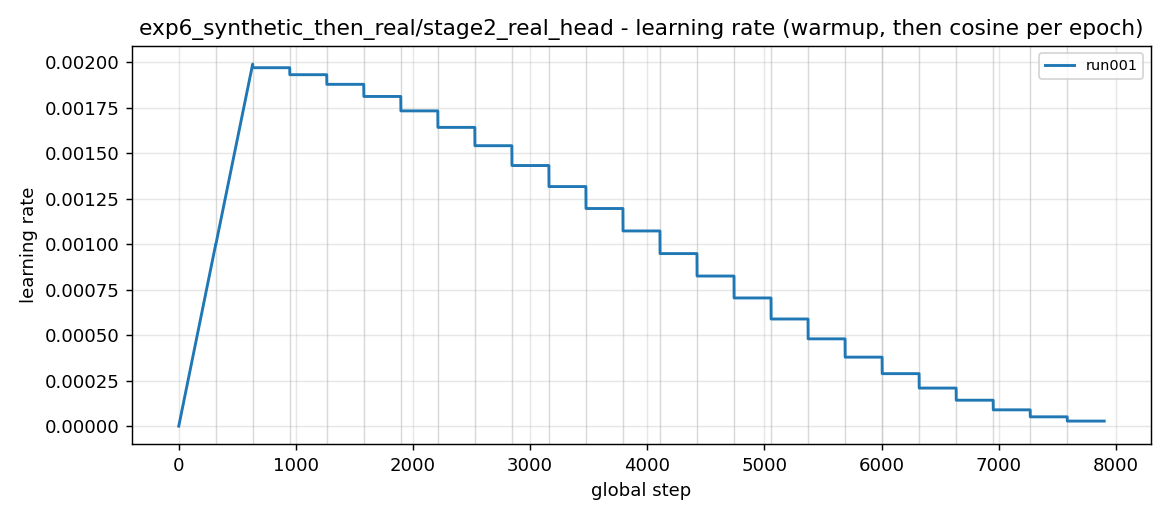 exp6_synthetic_then_real/stage2_real_head - learning rate (warmup, then cosine per epoch)
run001
learning rate
0.00200
0.00175
0.00150
0.00125
0.00100
0.00075
0.00050
0.00025
0.00000
0 1000 2000 3000 4000 5000 6000 7000 8000
global step